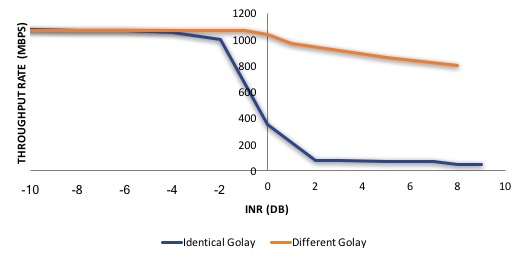 1200
1000
800
600
400
200
0
THROUGHPUT RATE (MBPS)
-10 -8 -6 -4 -2 0 2 4 6 8 10
INR (DB)
Identical Golay Different Golay